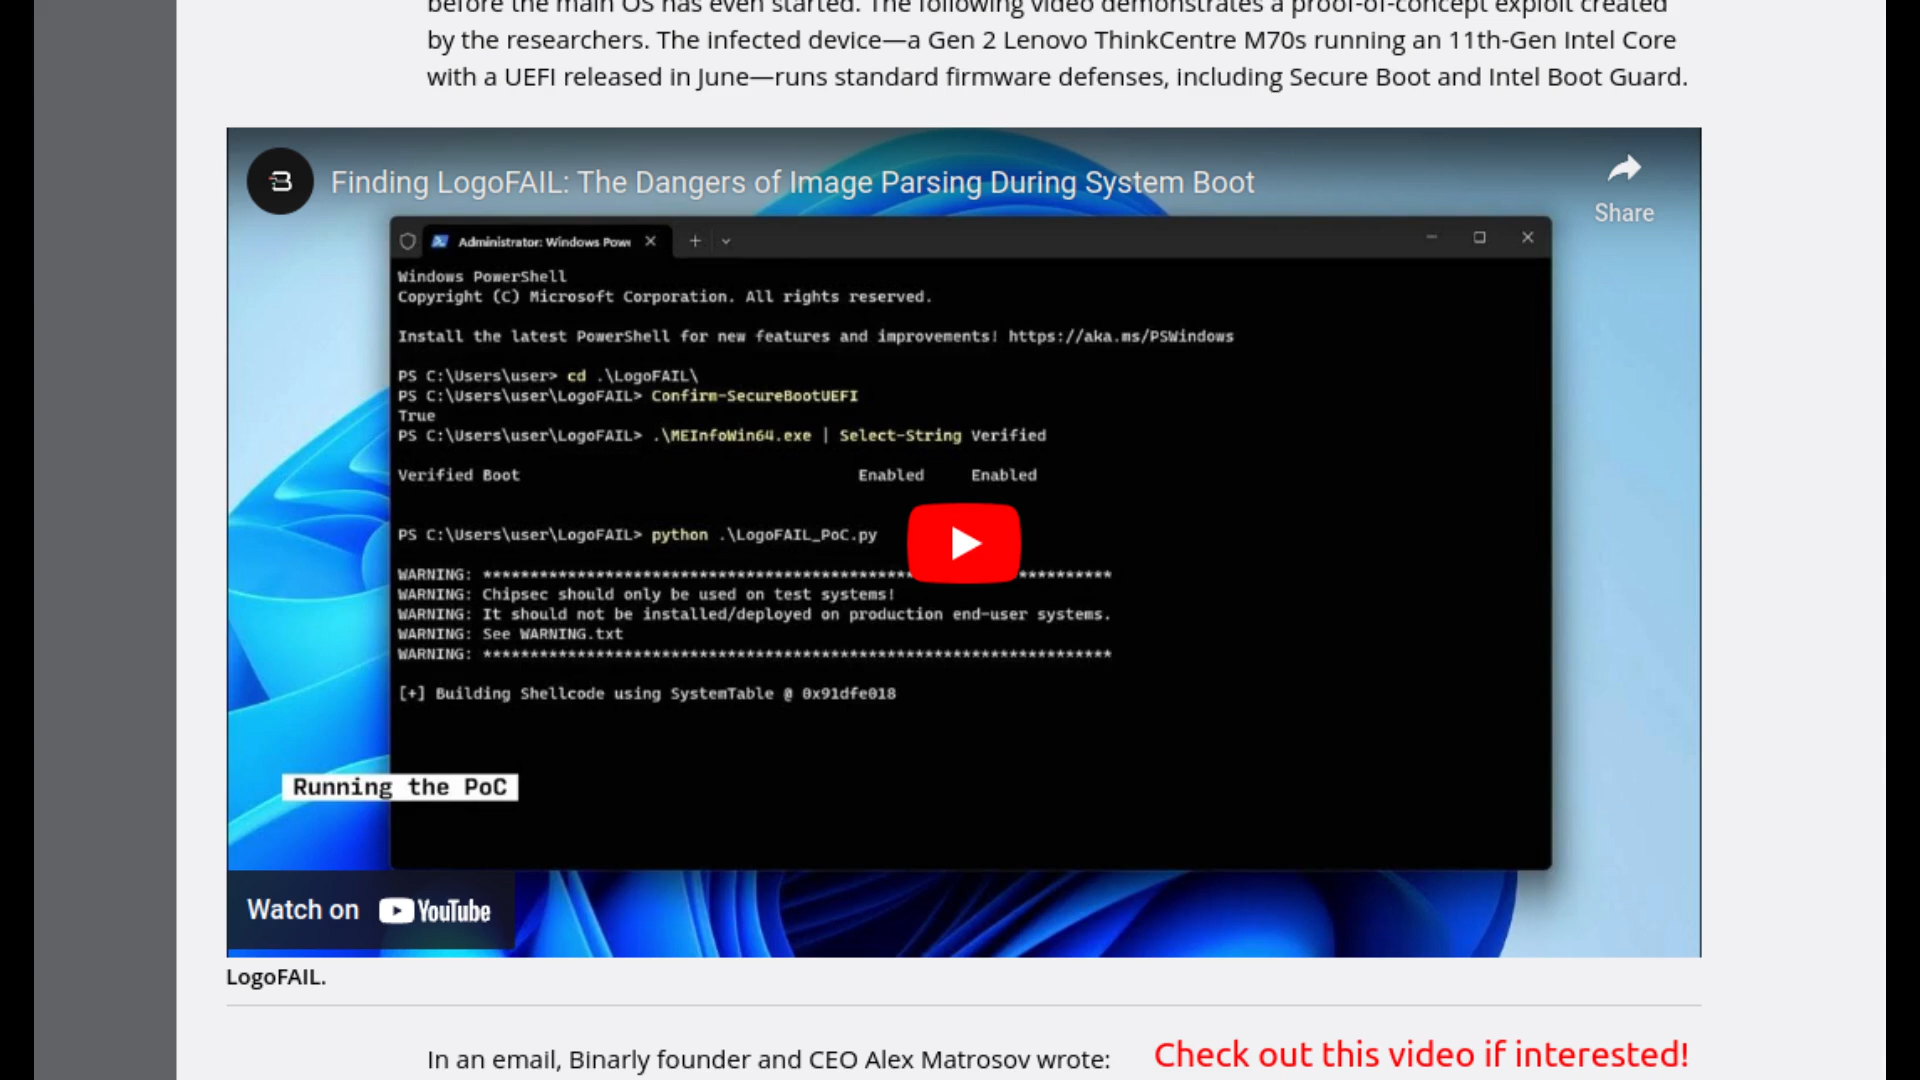 before the main OS has even started. The following video demonstrates a proof-of-concept exploit created
by the researchers. The infected device—a Gen 2 Lenovo ThinkCentre M70s running an 11th-Gen Intel Core
with a UEFI released in June—runs standard firmware defenses, including Secure Boot and Intel Boot Guard.
Finding LogoFAIL: The Dangers of Image Parsing During System Boot
Share
Administrator: Windows Pow
Windows PowerShell
Copyright (C) Microsoft Corporation. All rights reserved.
Install the latest PowerShell for new features and improvements! https://aka.ms/PSWindows
PS C:\Users\user> cd .\LogoFAIL\
PS C:\Users\user\LogoFAIL> Confirm-SecureBootUEFI
True
PS C:\Users\user\LogoFAIL> .\MEInfoWin64.exe | Select-String Verified
Verified Boot Enabled Enabled
PS C:\Users\user\LogoFAIL> python .\LogoFAIL_PoC.py
WARNING: *******************************************************************
WARNING: Chipsec should only be used on test systems!
WARNING: It should not be installed/deployed on production end-user systems.
WARNING: See WARNING.txt
WARNING: *******************************************************************
[+] Building Shellcode using SystemTable @ 0x91dfe018
Running the PoC
Watch on YouTube
LogoFAIL.
In an email, Binarly founder and CEO Alex Matrosov wrote:
Check out this video if interested!